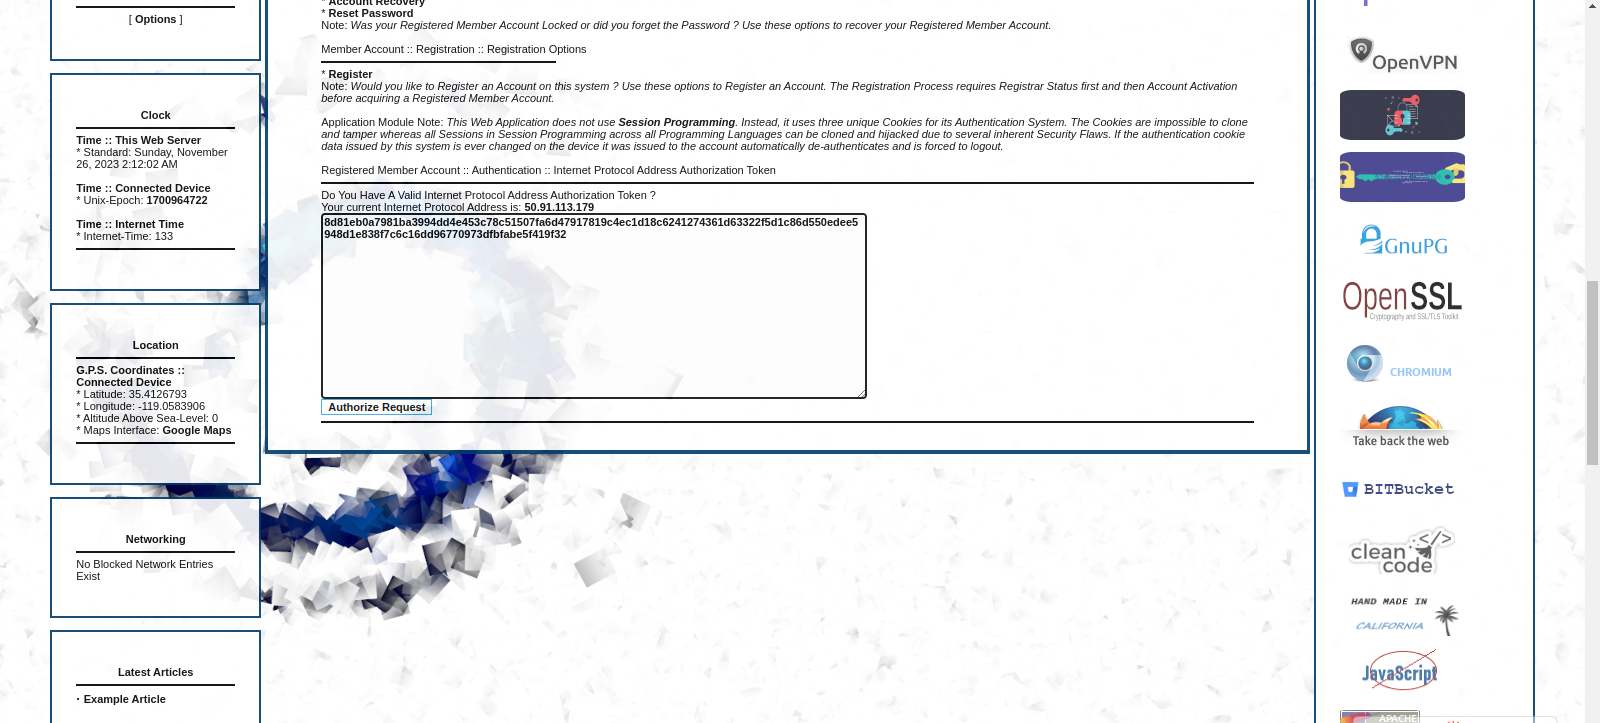 [ Options ]
Clock
Time :: This Web Server
* Standard: Sunday, November
26, 2023 2:12:02 AM
Time :: Connected Device
* Unix-Epoch: 1700964722
Time :: Internet Time
* Internet-Time: 133
Location
G.P.S. Coordinates ::
Connected Device
* Latitude: 35.4126793
* Longitude: -119.0583906
* Altitude Above Sea-Level: 0
* Maps Interface: Google Maps
Networking
No Blocked Network Entries
Exist
Latest Articles
· Example Article
* Account Recovery
* Reset Password
Note: Was your Registered Member Account Locked or did you forget the Password ? Use these options to recover your Registered Member Account.
Member Account :: Registration :: Registration Options
* Register
Note: Would you like to Register an Account on this system ? Use these options to Register an Account. The Registration Process requires Registrar Status first and then Account Activation
before acquiring a Registered Member Account.
Application Module Note: This Web Application does not use Session Programming. Instead, it uses three unique Cookies for its Authentication System. The Cookies are impossible to clone
and tamper whereas all Sessions in Session Programming across all Programming Languages can be cloned and hijacked due to several inherent Security Flaws. If the authentication cookie
data issued by this system is ever changed on the device it was issued to the account automatically de-authenticates and is forced to logout.
Registered Member Account :: Authentication :: Internet Protocol Address Authorization Token
Do You Have A Valid Internet Protocol Address Authorization Token ?
Your current Internet Protocol Address is: 50.91.113.179
8d81eb0a7981ba3994dd4e453c78c51507fa6d47917819c4ec1d18c6241274361d63322f5d1c86d550edee5
948d1e838f7c6c16dd96770973dfbfabe5f419f32
Authorize Request
OpenVPN
GnuPG
OpenSSL
Cryptography and SSL/TLS Toolkit
CHROMIUM
Take back the web
BITBucket
clean
code
HAND MADE IN
CALIFORNIA
JavaScript
APACHE